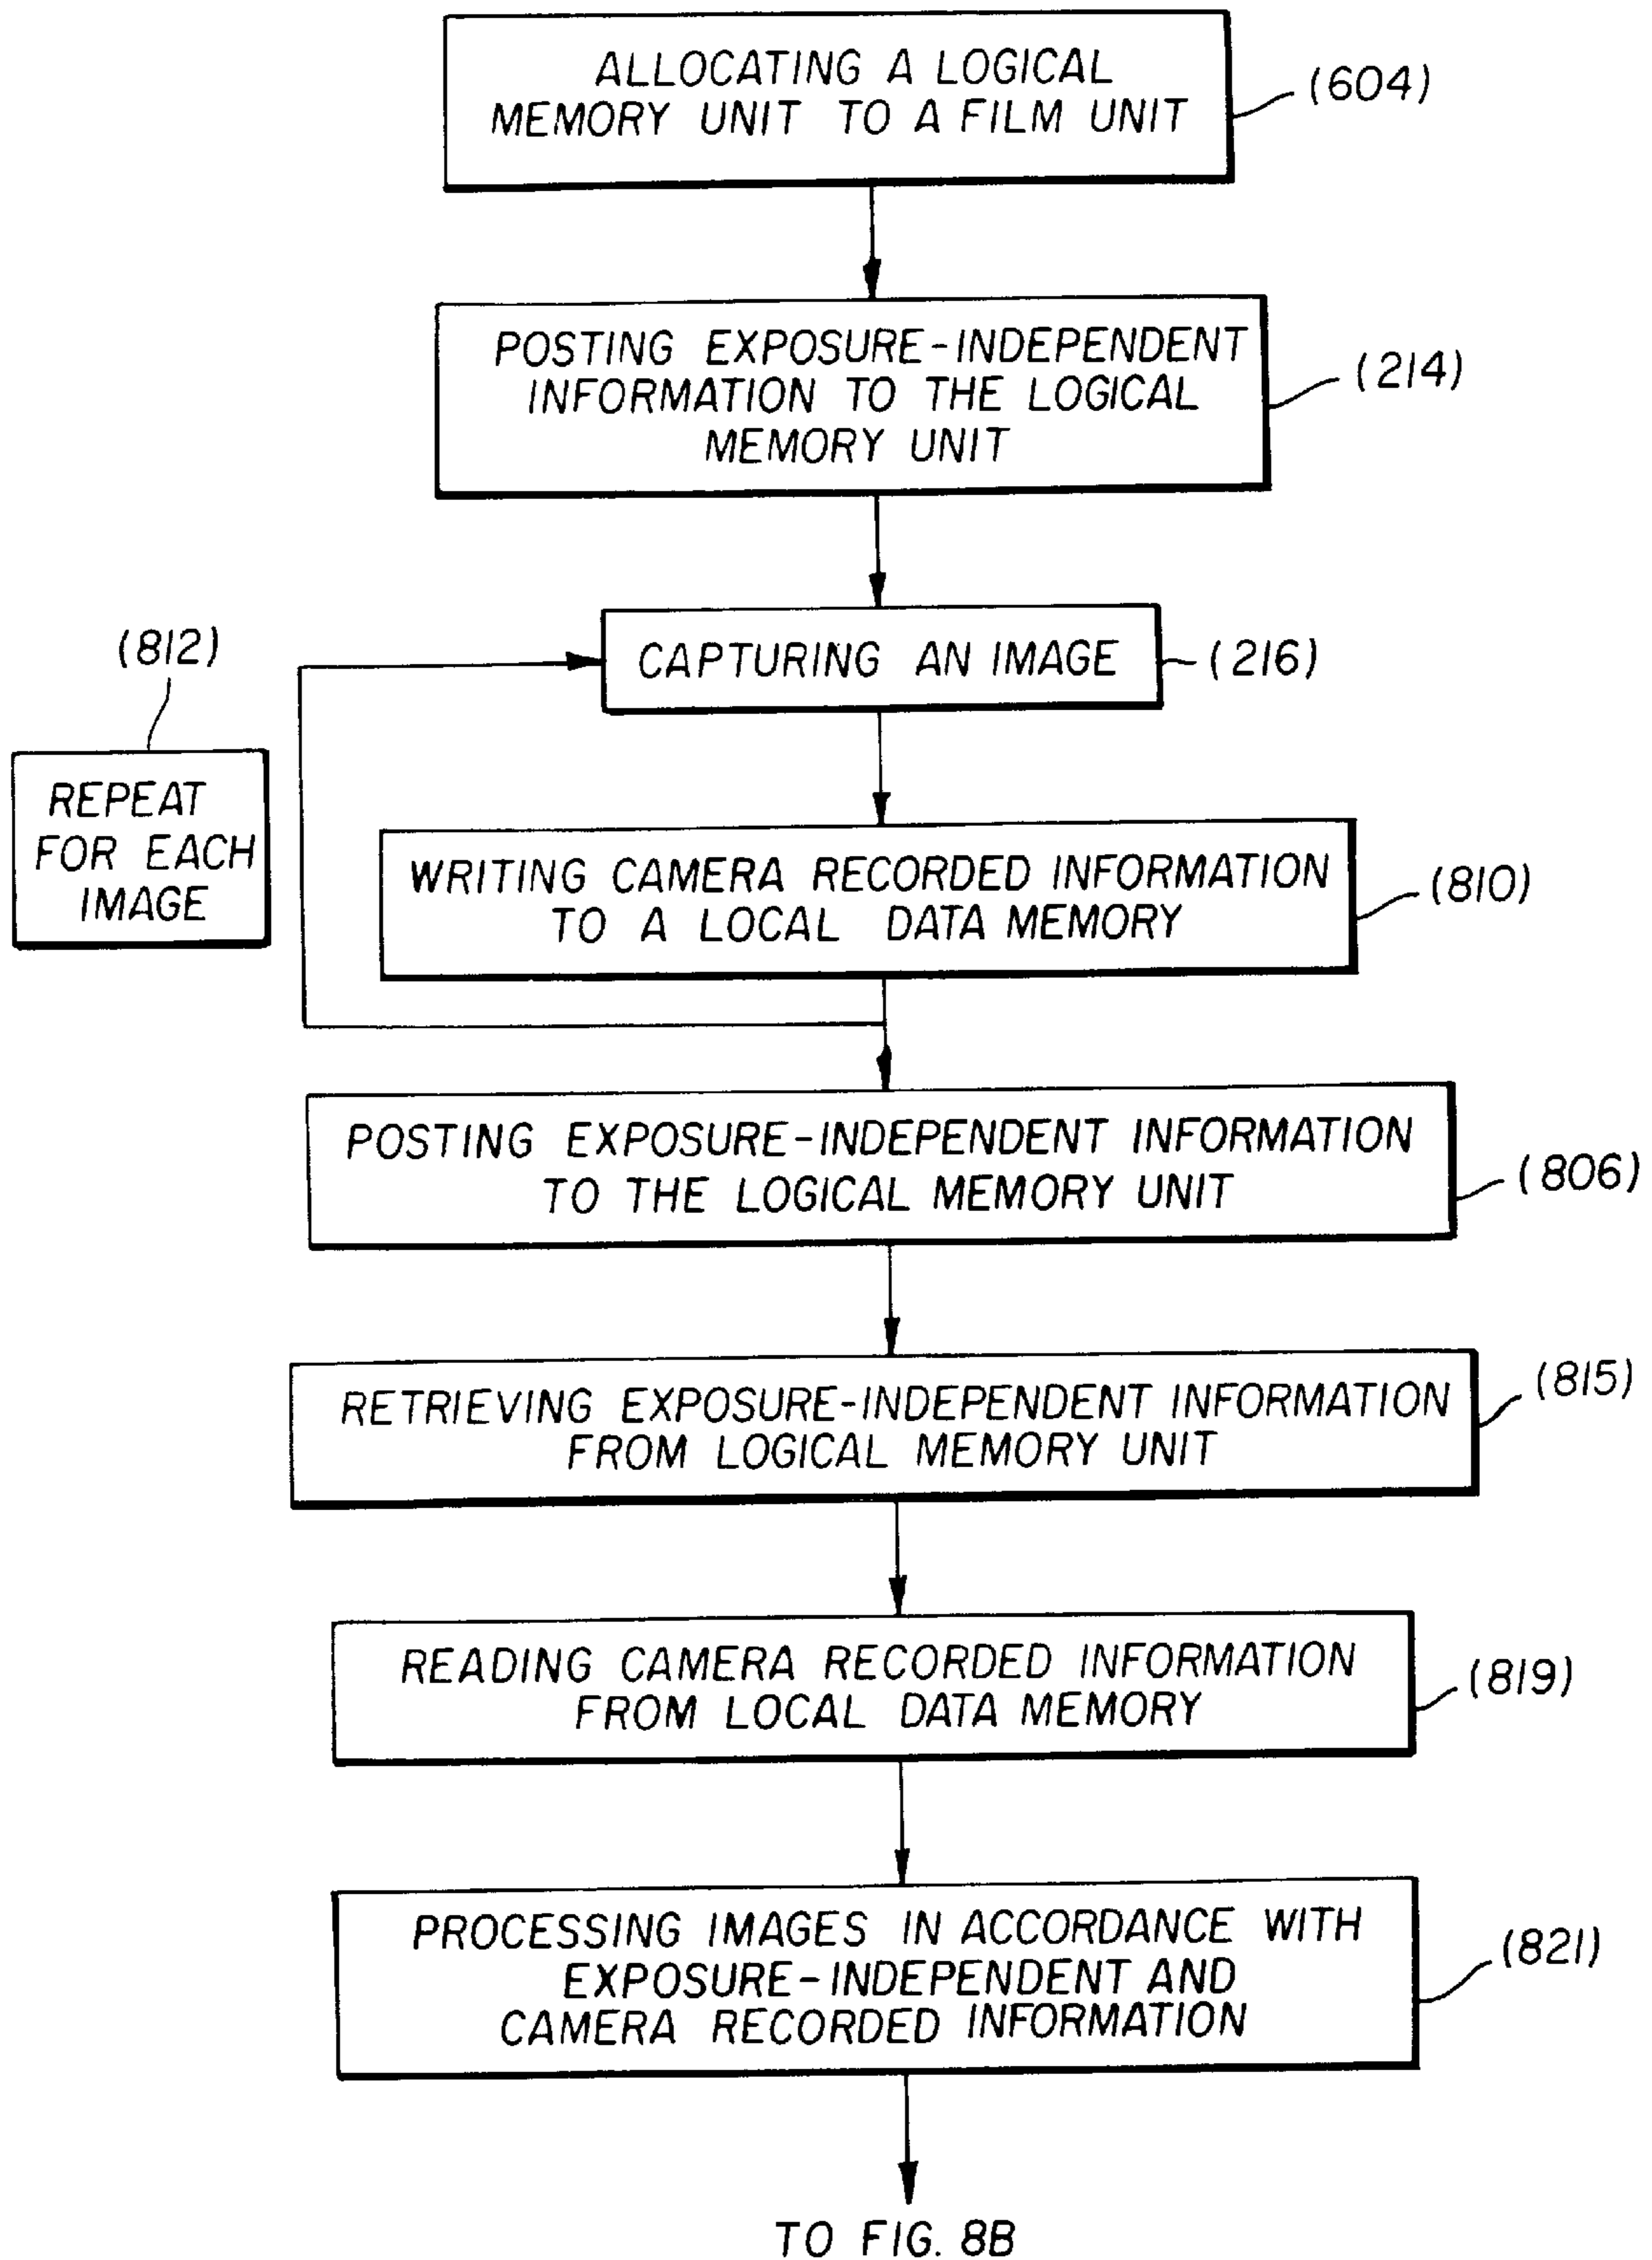 ALLOCATING A LOGICAL
MEMORY UNIT TO A FILM UNIT
(604)
POSTING EXPOSURE-INDEPENDENT
INFORMATION TO THE LOGICAL
MEMORY UNIT
(214)
CAPTURING AN IMAGE
(216)
(812)
REPEAT
FOR EACH
IMAGE
WRITING CAMERA RECORDED INFORMATION
TO A LOCAL DATA MEMORY
(810)
POSTING EXPOSURE-INDEPENDENT INFORMATION
TO THE LOGICAL MEMORY UNIT
(806)
RETRIEVING EXPOSURE-INDEPENDENT INFORMATION
FROM LOGICAL MEMORY UNIT
(815)
READING CAMERA RECORDED INFORMATION
FROM LOCAL DATA MEMORY
(819)
PROCESSING IMAGES IN ACCORDANCE WITH
EXPOSURE-INDEPENDENT AND
CAMERA RECORDED INFORMATION
(821)
TO FIG. 8B